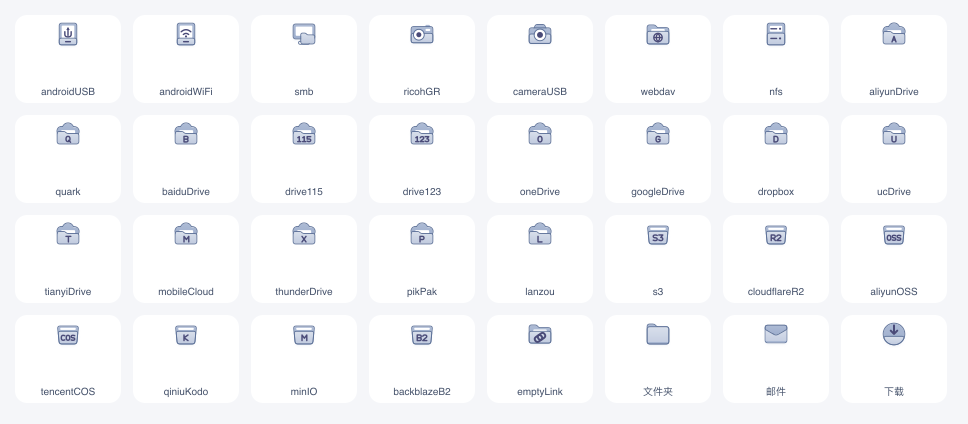 androidUSB androidWiFi smb ricohGR cameraUSB webdav nfs A aliyunDrive
Q quark B baiduDrive 115 drive115 123 drive123 O oneDrive G googleDrive D dropbox U ucDrive
T tianyiDrive M mobileCloud X thunderDrive P pikPak L lanzou S3 s3 R2 cloudflareR2 OSS aliyunOSS
COS tencentCOS K qiniuKodo M minIO B2 backblazeB2 emptyLink 文件夹 邮件 下载